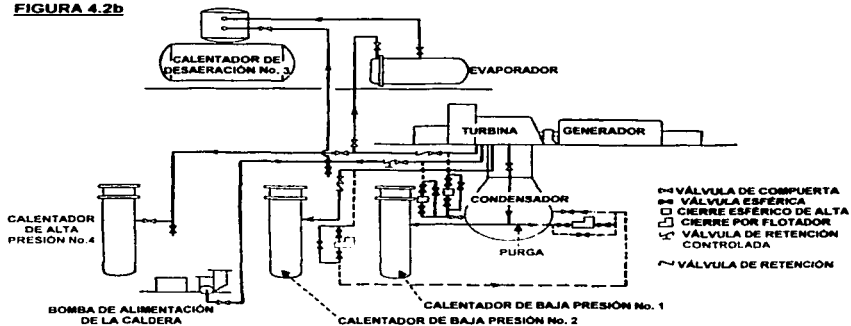 FIGURA 4.2b
CALENTADOR DE
DESAERACIÓN No. 3
EVAPORADOR
TURBINA
GENERADOR
CONDENSADOR
PURGA
CALENTADOR
DE ALTA
PRESIÓN No.4
BOMBA DE ALIMENTACIÓN
DE LA CALDERA
CALENTADOR DE BAJA PRESIÓN No. 1
CALENTADOR DE BAJA PRESIÓN No. 2
VÁLVULA DE COMPUERTA
VÁLVULA ESFÉRICA
CIERRE ESFÉRICO DE ALTA
CIERRE POR FLOTADOR
VÁLVULA DE RETENCIÓN
CONTROLADA
VÁLVULA DE RETENCIÓN